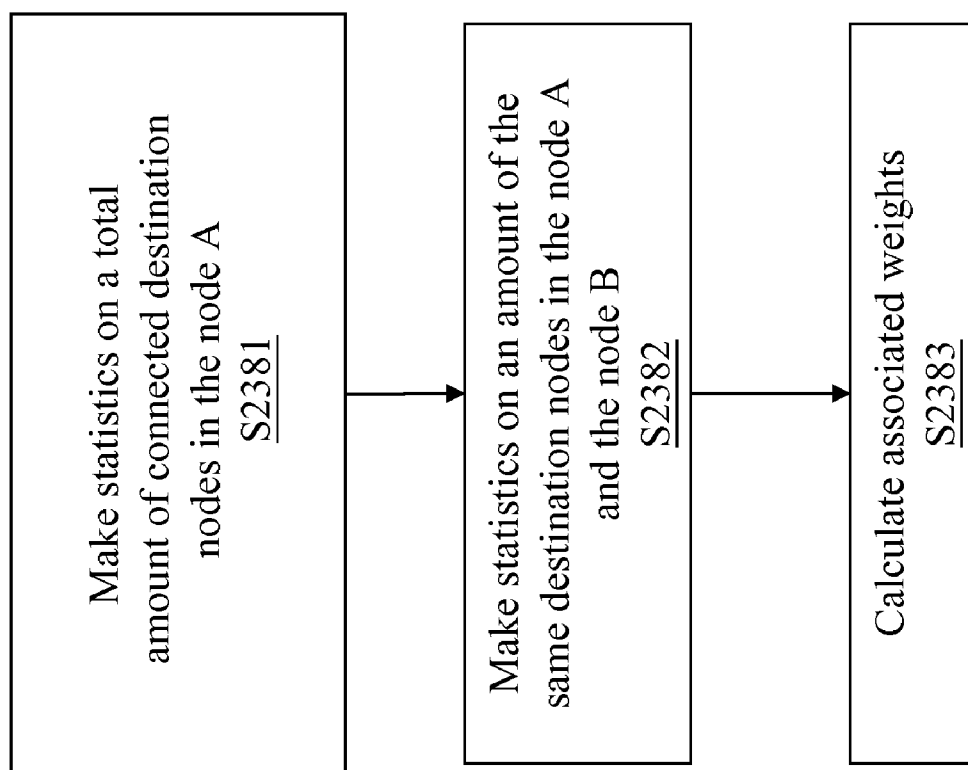 Make statistics on a total
amount of connected destination
nodes in the node A
S2381
Make statistics on an amount of the
same destination nodes in the node A
and the node B
S2382
Calculate associated weights
S2383